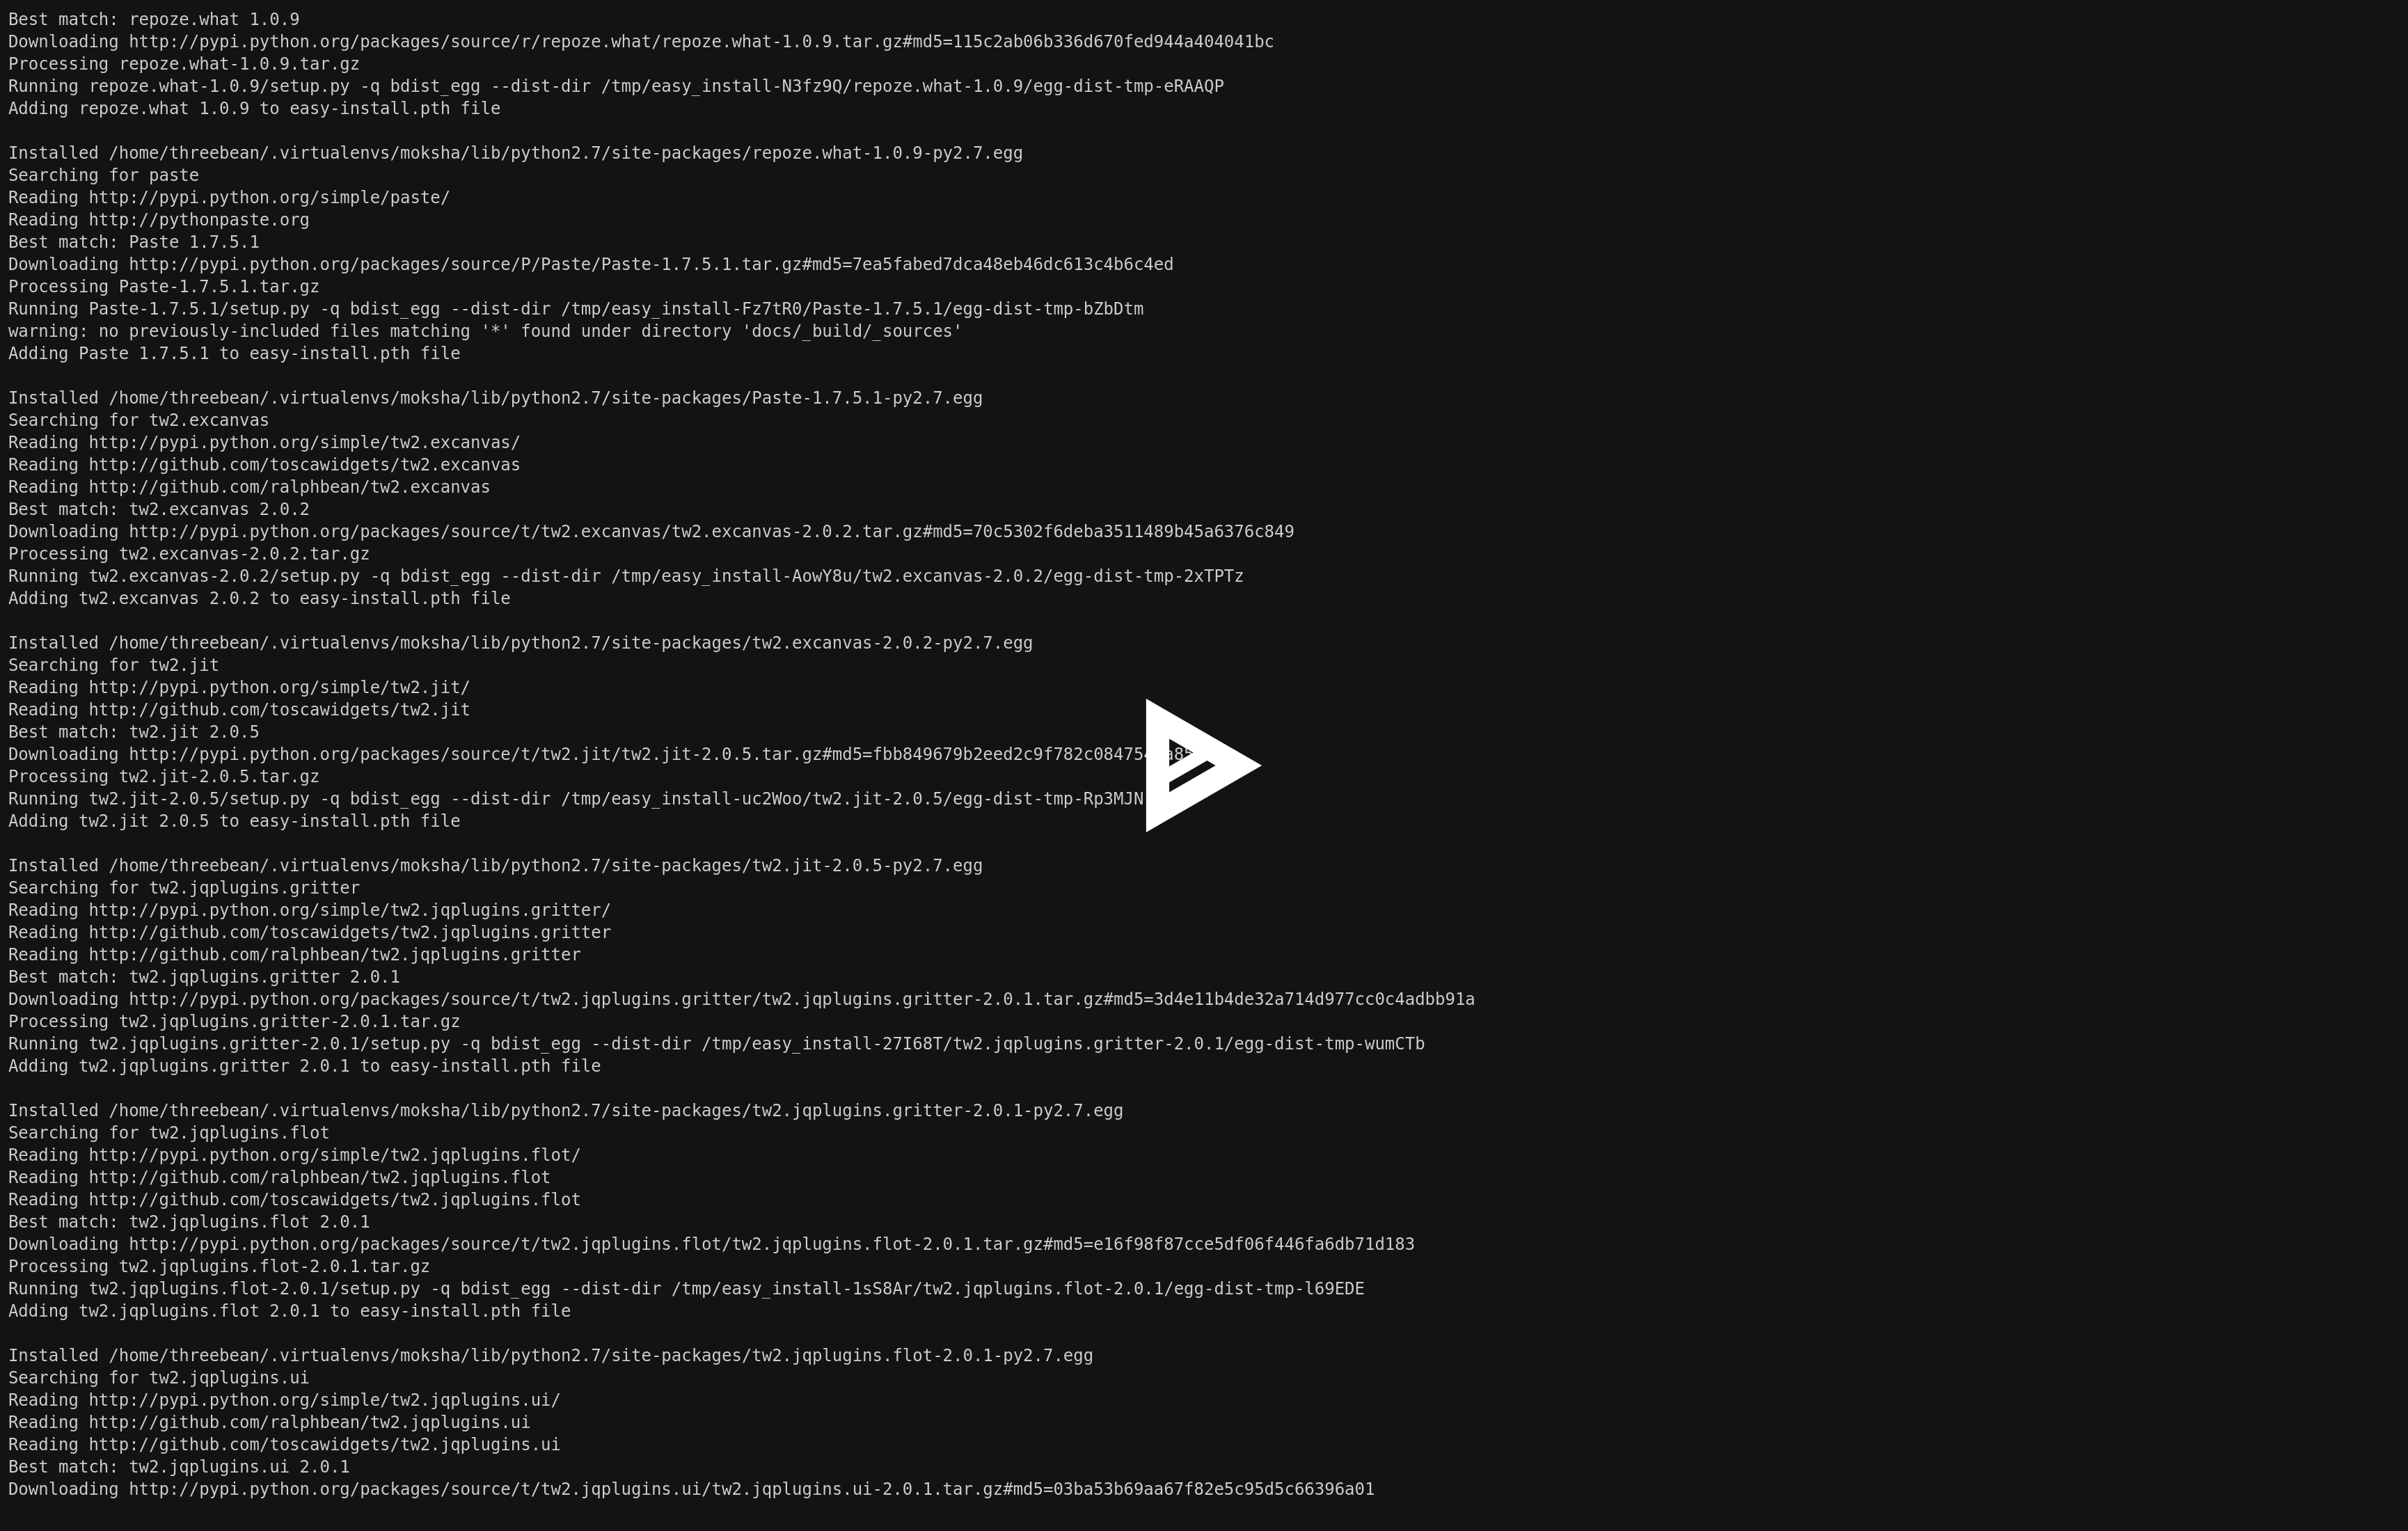 Best match: repoze.what 1.0.9
Downloading http://pypi.python.org/packages/source/r/repoze.what/repoze.what-1.0.9.tar.gz#md5=115c2ab06b336d670fed944a404041bc
Processing repoze.what-1.0.9.tar.gz
Running repoze.what-1.0.9/setup.py -q bdist_egg --dist-dir /tmp/easy_install-N3fz9Q/repoze.what-1.0.9/egg-dist-tmp-eRAAQP
Adding repoze.what 1.0.9 to easy-install.pth file
Installed /home/threebean/.virtualenvs/moksha/lib/python2.7/site-packages/repoze.what-1.0.9-py2.7.egg
Searching for paste
Reading http://pypi.python.org/simple/paste/
Reading http://pythonpaste.org
Best match: Paste 1.7.5.1
Downloading http://pypi.python.org/packages/source/P/Paste/Paste-1.7.5.1.tar.gz#md5=7ea5fabed7dca48eb46dc613c4b6c4ed
Processing Paste-1.7.5.1.tar.gz
Running Paste-1.7.5.1/setup.py -q bdist_egg --dist-dir /tmp/easy_install-Fz7tR0/Paste-1.7.5.1/egg-dist-tmp-bZbDtm
warning: no previously-included files matching '*' found under directory 'docs/_build/_sources'
Adding Paste 1.7.5.1 to easy-install.pth file
Installed /home/threebean/.virtualenvs/moksha/lib/python2.7/site-packages/Paste-1.7.5.1-py2.7.egg
Searching for tw2.excanvas
Reading http://pypi.python.org/simple/tw2.excanvas/
Reading http://github.com/toscawidgets/tw2.excanvas
Reading http://github.com/ralphbean/tw2.excanvas
Best match: tw2.excanvas 2.0.2
Downloading http://pypi.python.org/packages/source/t/tw2.excanvas/tw2.excanvas-2.0.2.tar.gz#md5=70c5302f6deba3511489b45a6376c849
Processing tw2.excanvas-2.0.2.tar.gz
Running tw2.excanvas-2.0.2/setup.py -q bdist_egg --dist-dir /tmp/easy_install-AowY8u/tw2.excanvas-2.0.2/egg-dist-tmp-2xTPTz
Adding tw2.excanvas 2.0.2 to easy-install.pth file
Installed /home/threebean/.virtualenvs/moksha/lib/python2.7/site-packages/tw2.excanvas-2.0.2-py2.7.egg
Searching for tw2.jit
Reading http://pypi.python.org/simple/tw2.jit/
Reading http://github.com/toscawidgets/tw2.jit
Best match: tw2.jit 2.0.5
Downloading
Processing tw2.jit-2.0.5.tar.gz
Running tw2.jit-2.0.5/setup.py -q bdist_egg --dist-dir
Adding tw2.jit 2.0.5 to easy-install.pth file
Installed /home/threebean/.virtualenvs/moksha/lib/python2.7/site-packages/tw2.jit-2.0.5-py2.7.egg
Searching for tw2.jqplugins.gritter
Reading http://pypi.python.org/simple/tw2.jqplugins.gritter/
Reading http://github.com/toscawidgets/tw2.jqplugins.gritter
Reading http://github.com/ralphbean/tw2.jqplugins.gritter
Best match: tw2.jqplugins.gritter 2.0.1
Downloading http://pypi.python.org/packages/source/t/tw2.jqplugins.gritter/tw2.jqplugins.gritter-2.0.1.tar.gz#md5=3d4e11b4de32a714d977cc0c4adbb91a
Processing tw2.jqplugins.gritter-2.0.1.tar.gz
Running tw2.jqplugins.gritter-2.0.1/setup.py -q bdist_egg --dist-dir /tmp/easy_install-27I68T/tw2.jqplugins.gritter-2.0.1/egg-dist-tmp-wumCTb
Adding tw2.jqplugins.gritter 2.0.1 to easy-install.pth file
Installed /home/threebean/.virtualenvs/moksha/lib/python2.7/site-packages/tw2.jqplugins.gritter-2.0.1-py2.7.egg
Searching for tw2.jqplugins.flot
Reading http://pypi.python.org/simple/tw2.jqplugins.flot/
Reading http://github.com/ralphbean/tw2.jqplugins.flot
Reading http://github.com/toscawidgets/tw2.jqplugins.flot
Best match: tw2.jqplugins.flot 2.0.1
Downloading http://pypi.python.org/packages/source/t/tw2.jqplugins.flot/tw2.jqplugins.flot-2.0.1.tar.gz#md5=e16f98f87cce5df06f446fa6db71d183
Processing tw2.jqplugins.flot-2.0.1.tar.gz
Running tw2.jqplugins.flot-2.0.1/setup.py -q bdist_egg --dist-dir /tmp/easy_install-1sS8Ar/tw2.jqplugins.flot-2.0.1/egg-dist-tmp-l69EDE
Adding tw2.jqplugins.flot 2.0.1 to easy-install.pth file
Installed /home/threebean/.virtualenvs/moksha/lib/python2.7/site-packages/tw2.jqplugins.flot-2.0.1-py2.7.egg
Searching for tw2.jqplugins.ui
Reading http://pypi.python.org/simple/tw2.jqplugins.ui/
Reading http://github.com/ralphbean/tw2.jqplugins.ui
Reading http://github.com/toscawidgets/tw2.jqplugins.ui
Best match: tw2.jqplugins.ui 2.0.1
Downloading http://pypi.python.org/packages/source/t/tw2.jqplugins.ui/tw2.jqplugins.ui-2.0.1.tar.gz#md5=03ba53b69aa67f82e5c95d5c66396a01